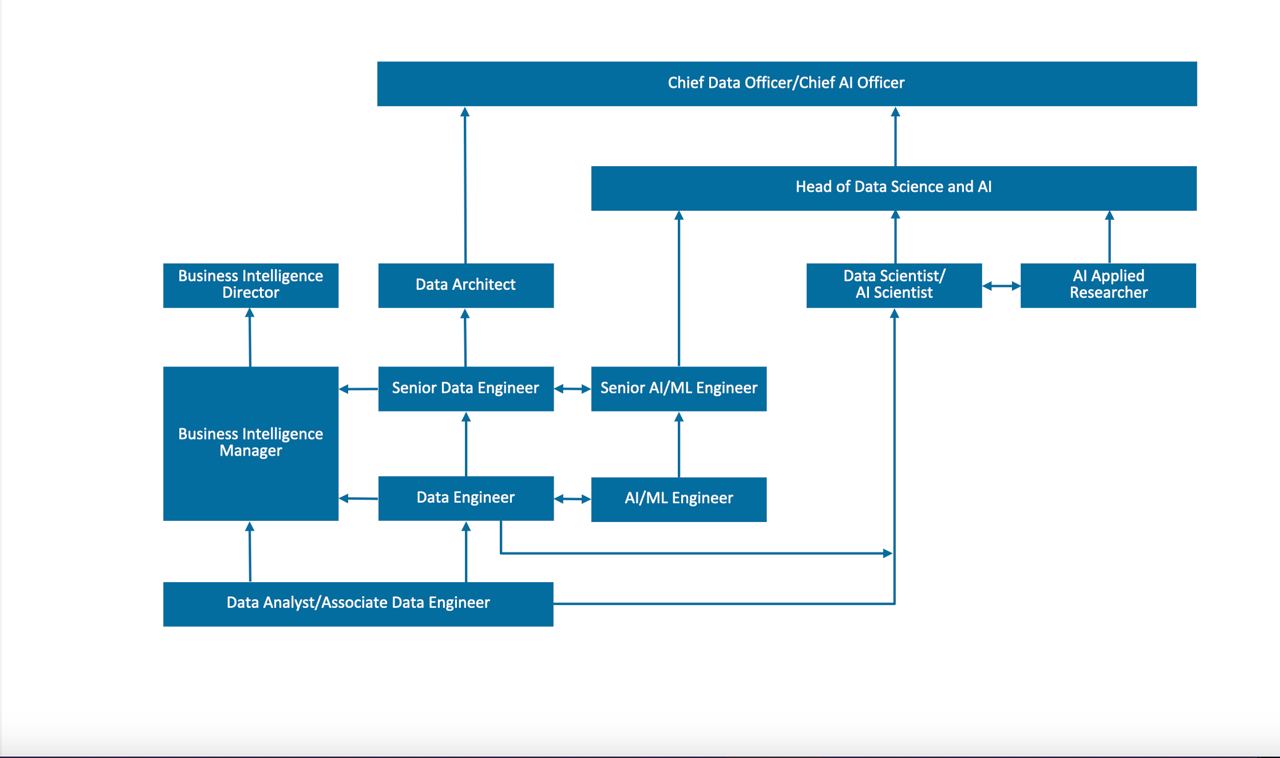 Chief Data Officer/Chief AI Officer
Head of Data Science and AI
Business Intelligence
Director
Data Architect
Data Scientist/
AI Scientist
AI Applied
Researcher
Senior Data Engineer
Senior AI/ML Engineer
Business Intelligence
Manager
Data Engineer
AI/ML Engineer
Data Analyst/Associate Data Engineer